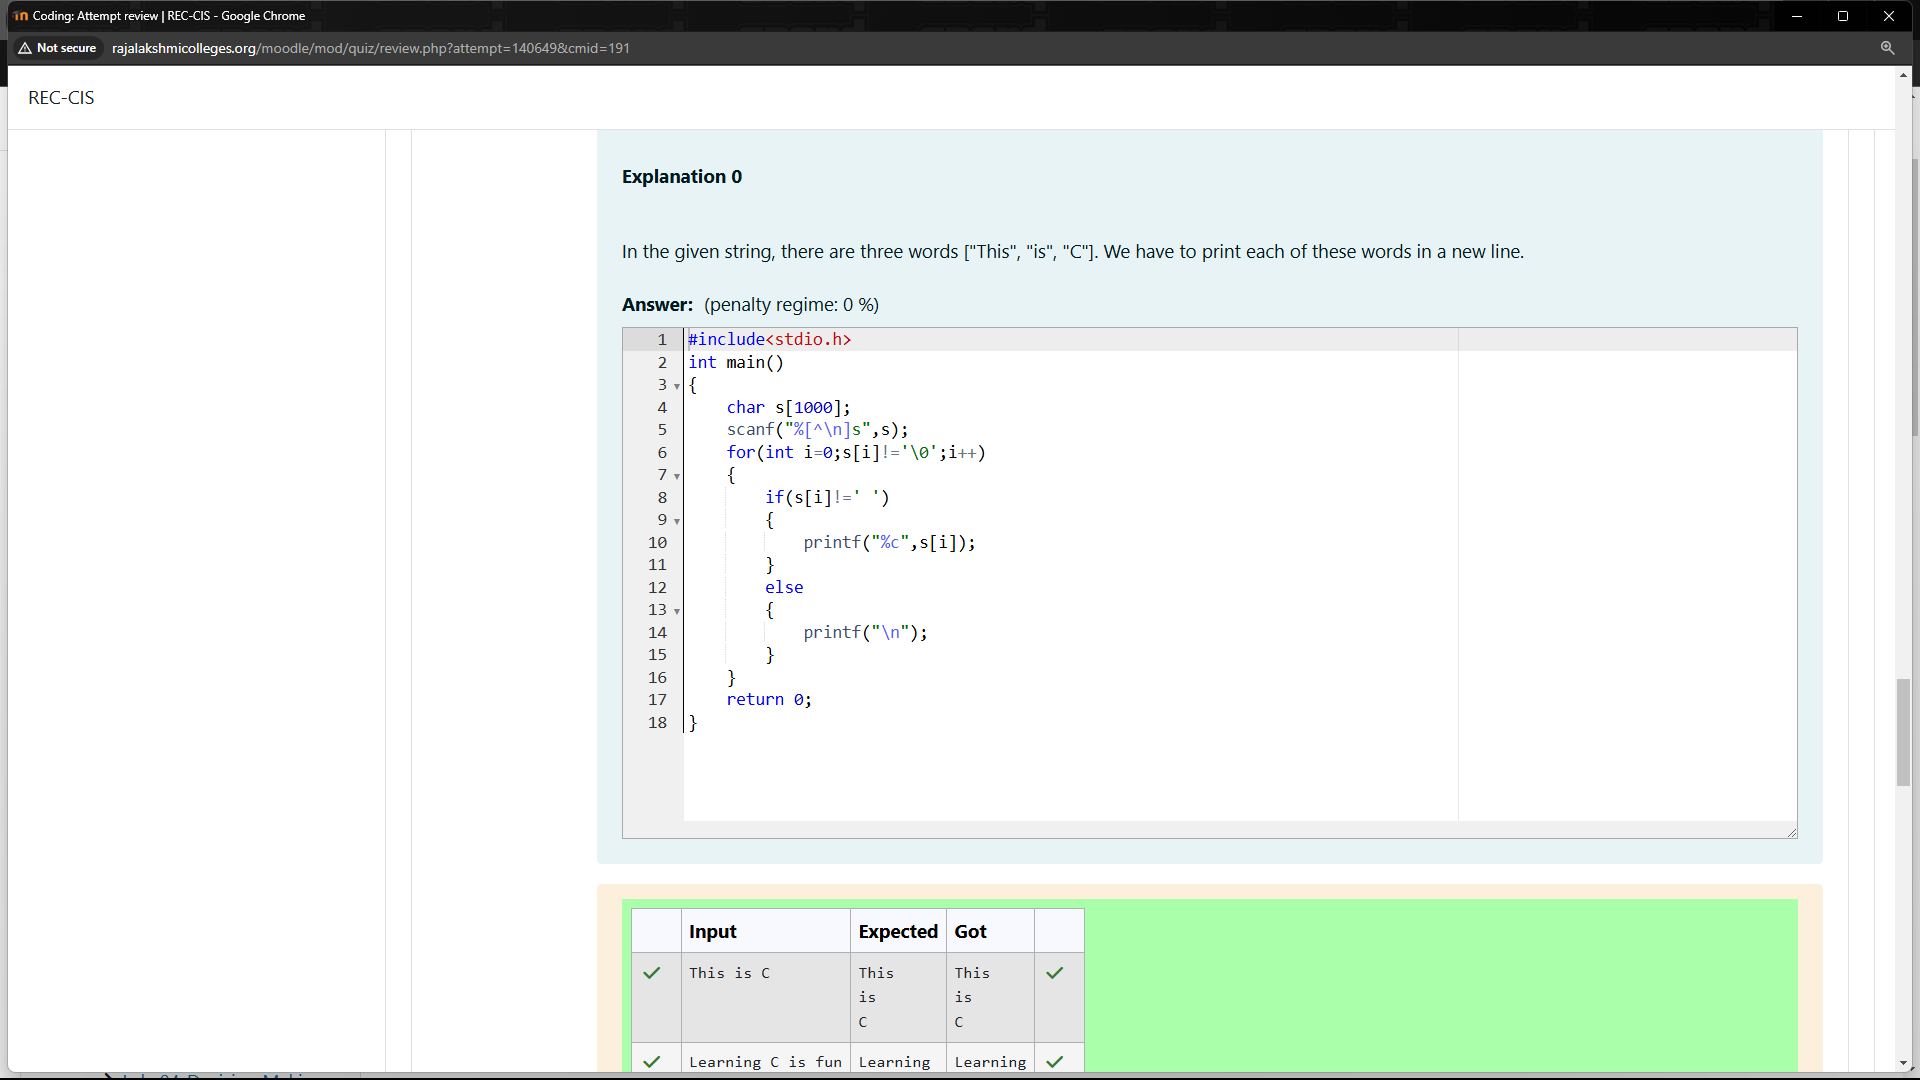 Coding: Attempt review | REC-CIS - Google Chrome
Not secure rajalakshmicolleges.org/moodle/mod/quiz/review.php?attempt=140649&cmid=191
REC-CIS
Explanation 0
In the given string, there are three words ["This", "is", "C"]. We have to print each of these words in a new line.
Answer: (penalty regime: 0 %)
1 #include<stdio.h>
2 int main()
3 {
4 char s[1000];
5 scanf("%[^\n]s",s);
6 for(int i=0;s[i]!='\0';i++)
7 {
8 if(s[i]!=' ')
9 {
10 printf("%c",s[i]);
11 }
12 else
13 {
14 printf("\n");
15 }
16 }
17 return 0;
18 }
Input Expected Got
This is C This This
is is
C C
Learning C is fun Learning Learning